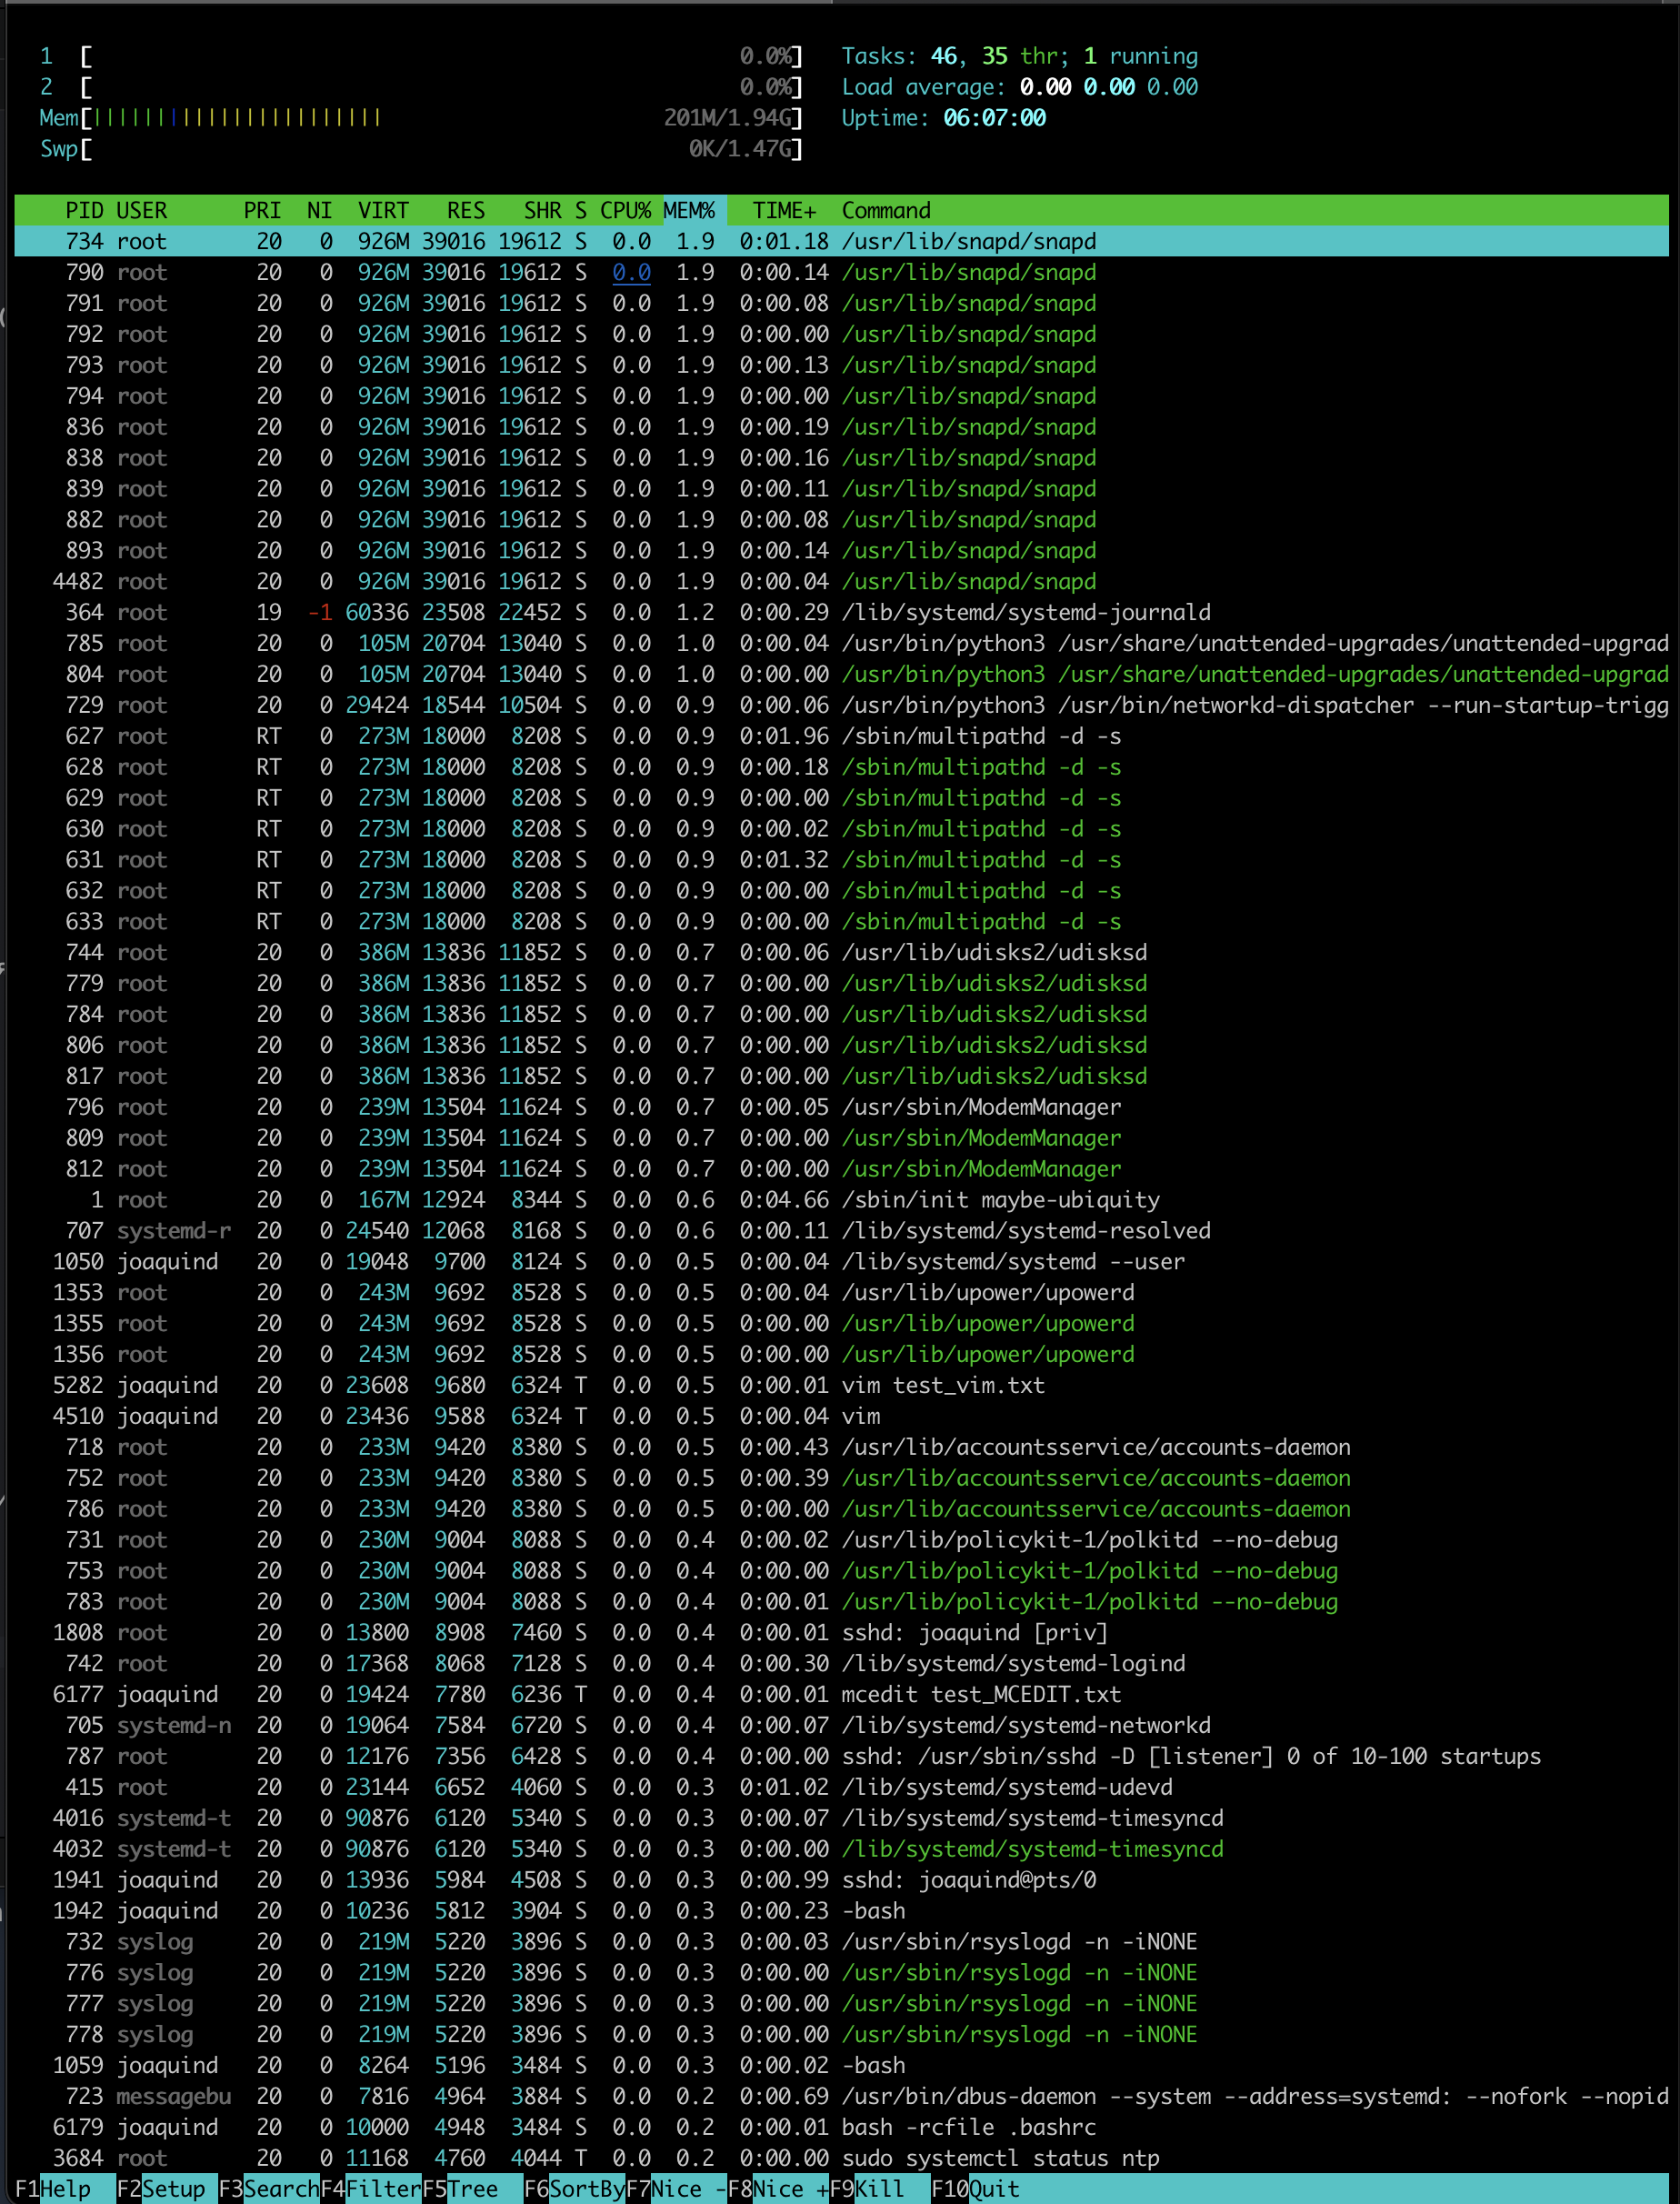 1 [ 0.0%] Tasks: 46, 35 thr; 1 running
2 [ 0.0%] Load average: 0.00 0.00 0.00
Mem[||||||||||||||||||||||| 201M/1.94G] Uptime: 06:07:00
Swp[ 0K/1.47G]
PID USER PRI NI VIRT RES SHR S CPU% MEM% TIME+ Command
734 root 20 0 926M 39016 19612 S 0.0 1.9 0:01.18 /usr/lib/snapd/snapd
790 root 20 0 926M 39016 19612 S 0.0 1.9 0:00.14 /usr/lib/snapd/snapd
791 root 20 0 926M 39016 19612 S 0.0 1.9 0:00.08 /usr/lib/snapd/snapd
792 root 20 0 926M 39016 19612 S 0.0 1.9 0:00.00 /usr/lib/snapd/snapd
793 root 20 0 926M 39016 19612 S 0.0 1.9 0:00.13 /usr/lib/snapd/snapd
794 root 20 0 926M 39016 19612 S 0.0 1.9 0:00.00 /usr/lib/snapd/snapd
836 root 20 0 926M 39016 19612 S 0.0 1.9 0:00.19 /usr/lib/snapd/snapd
838 root 20 0 926M 39016 19612 S 0.0 1.9 0:00.16 /usr/lib/snapd/snapd
839 root 20 0 926M 39016 19612 S 0.0 1.9 0:00.11 /usr/lib/snapd/snapd
882 root 20 0 926M 39016 19612 S 0.0 1.9 0:00.08 /usr/lib/snapd/snapd
893 root 20 0 926M 39016 19612 S 0.0 1.9 0:00.14 /usr/lib/snapd/snapd
4482 root 20 0 926M 39016 19612 S 0.0 1.9 0:00.04 /usr/lib/snapd/snapd
364 root 19 -1 60336 23508 22452 S 0.0 1.2 0:00.29 /lib/systemd/systemd-journald
785 root 20 0 105M 20704 13040 S 0.0 1.0 0:00.04 /usr/bin/python3 /usr/share/unattended-upgrades/unattended-upgrad
804 root 20 0 105M 20704 13040 S 0.0 1.0 0:00.00 /usr/bin/python3 /usr/share/unattended-upgrades/unattended-upgrad
729 root 20 0 29424 18544 10504 S 0.0 0.9 0:00.06 /usr/bin/python3 /usr/bin/networkd-dispatcher --run-startup-trigg
627 root RT 0 273M 18000 8208 S 0.0 0.9 0:01.96 /sbin/multipathd -d -s
628 root RT 0 273M 18000 8208 S 0.0 0.9 0:00.18 /sbin/multipathd -d -s
629 root RT 0 273M 18000 8208 S 0.0 0.9 0:00.00 /sbin/multipathd -d -s
630 root RT 0 273M 18000 8208 S 0.0 0.9 0:00.02 /sbin/multipathd -d -s
631 root RT 0 273M 18000 8208 S 0.0 0.9 0:01.32 /sbin/multipathd -d -s
632 root RT 0 273M 18000 8208 S 0.0 0.9 0:00.00 /sbin/multipathd -d -s
633 root RT 0 273M 18000 8208 S 0.0 0.9 0:00.00 /sbin/multipathd -d -s
744 root 20 0 386M 13836 11852 S 0.0 0.7 0:00.06 /usr/lib/udisks2/udisksd
779 root 20 0 386M 13836 11852 S 0.0 0.7 0:00.00 /usr/lib/udisks2/udisksd
784 root 20 0 386M 13836 11852 S 0.0 0.7 0:00.00 /usr/lib/udisks2/udisksd
806 root 20 0 386M 13836 11852 S 0.0 0.7 0:00.00 /usr/lib/udisks2/udisksd
817 root 20 0 386M 13836 11852 S 0.0 0.7 0:00.00 /usr/lib/udisks2/udisksd
796 root 20 0 239M 13504 11624 S 0.0 0.7 0:00.05 /usr/sbin/ModemManager
809 root 20 0 239M 13504 11624 S 0.0 0.7 0:00.00 /usr/sbin/ModemManager
812 root 20 0 239M 13504 11624 S 0.0 0.7 0:00.00 /usr/sbin/ModemManager
1 root 20 0 167M 12924 8344 S 0.0 0.6 0:04.66 /sbin/init maybe-ubiquity
707 systemd-r 20 0 24540 12068 8168 S 0.0 0.6 0:00.11 /lib/systemd/systemd-resolved
1050 joaquind 20 0 19048 9700 8124 S 0.0 0.5 0:00.04 /lib/systemd/systemd --user
1353 root 20 0 243M 9692 8528 S 0.0 0.5 0:00.04 /usr/lib/upower/upowerd
1355 root 20 0 243M 9692 8528 S 0.0 0.5 0:00.00 /usr/lib/upower/upowerd
1356 root 20 0 243M 9692 8528 S 0.0 0.5 0:00.00 /usr/lib/upower/upowerd
5282 joaquind 20 0 23608 9680 6324 T 0.0 0.5 0:00.01 vim test_vim.txt
4510 joaquind 20 0 23436 9588 6324 T 0.0 0.5 0:00.04 vim
718 root 20 0 233M 9420 8380 S 0.0 0.5 0:00.43 /usr/lib/accountsservice/accounts-daemon
752 root 20 0 233M 9420 8380 S 0.0 0.5 0:00.39 /usr/lib/accountsservice/accounts-daemon
786 root 20 0 233M 9420 8380 S 0.0 0.5 0:00.00 /usr/lib/accountsservice/accounts-daemon
731 root 20 0 230M 9004 8088 S 0.0 0.4 0:00.02 /usr/lib/policykit-1/polkitd --no-debug
753 root 20 0 230M 9004 8088 S 0.0 0.4 0:00.00 /usr/lib/policykit-1/polkitd --no-debug
783 root 20 0 230M 9004 8088 S 0.0 0.4 0:00.01 /usr/lib/policykit-1/polkitd --no-debug
1808 root 20 0 13800 8908 7460 S 0.0 0.4 0:00.01 sshd: joaquind [priv]
742 root 20 0 17368 8068 7128 S 0.0 0.4 0:00.30 /lib/systemd/systemd-logind
6177 joaquind 20 0 19424 7780 6236 T 0.0 0.4 0:00.01 mcedit test_MCEDIT.txt
705 systemd-n 20 0 19064 7584 6720 S 0.0 0.4 0:00.07 /lib/systemd/systemd-networkd
787 root 20 0 12176 7356 6428 S 0.0 0.4 0:00.00 sshd: /usr/sbin/sshd -D [listener] 0 of 10-100 startups
415 root 20 0 23144 6652 4060 S 0.0 0.3 0:01.02 /lib/systemd/systemd-udevd
4016 systemd-t 20 0 90876 6120 5340 S 0.0 0.3 0:00.07 /lib/systemd/systemd-timesyncd
4032 systemd-t 20 0 90876 6120 5340 S 0.0 0.3 0:00.00 /lib/systemd/systemd-timesyncd
1941 joaquind 20 0 13936 5984 4508 S 0.0 0.3 0:00.99 sshd: joaquind@pts/0
1942 joaquind 20 0 10236 5812 3904 S 0.0 0.3 0:00.23 -bash
732 syslog 20 0 219M 5220 3896 S 0.0 0.3 0:00.03 /usr/sbin/rsyslogd -n -iNONE
776 syslog 20 0 219M 5220 3896 S 0.0 0.3 0:00.00 /usr/sbin/rsyslogd -n -iNONE
777 syslog 20 0 219M 5220 3896 S 0.0 0.3 0:00.00 /usr/sbin/rsyslogd -n -iNONE
778 syslog 20 0 219M 5220 3896 S 0.0 0.3 0:00.00 /usr/sbin/rsyslogd -n -iNONE
1059 joaquind 20 0 8264 5196 3484 S 0.0 0.3 0:00.02 -bash
723 messagebu 20 0 7816 4964 3884 S 0.0 0.2 0:00.69 /usr/bin/dbus-daemon --system --address=systemd: --nofork --nopid
6179 joaquind 20 0 10000 4948 3484 S 0.0 0.2 0:00.01 bash -rcfile .bashrc
3684 root 20 0 11168 4760 4044 T 0.0 0.2 0:00.00 sudo systemctl status ntp
F1Help F2Setup F3SearchF4FilterF5Tree F6SortByF7Nice -F8Nice +F9Kill F10Quit